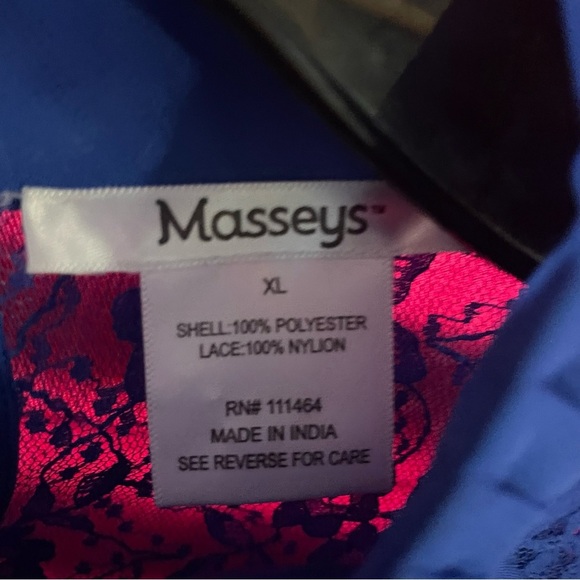 Masseys™
XL
SHELL:100% POLYESTER
LACE:100% NYLION
RN# 111464
MADE IN INDIA
SEE REVERSE FOR CARE